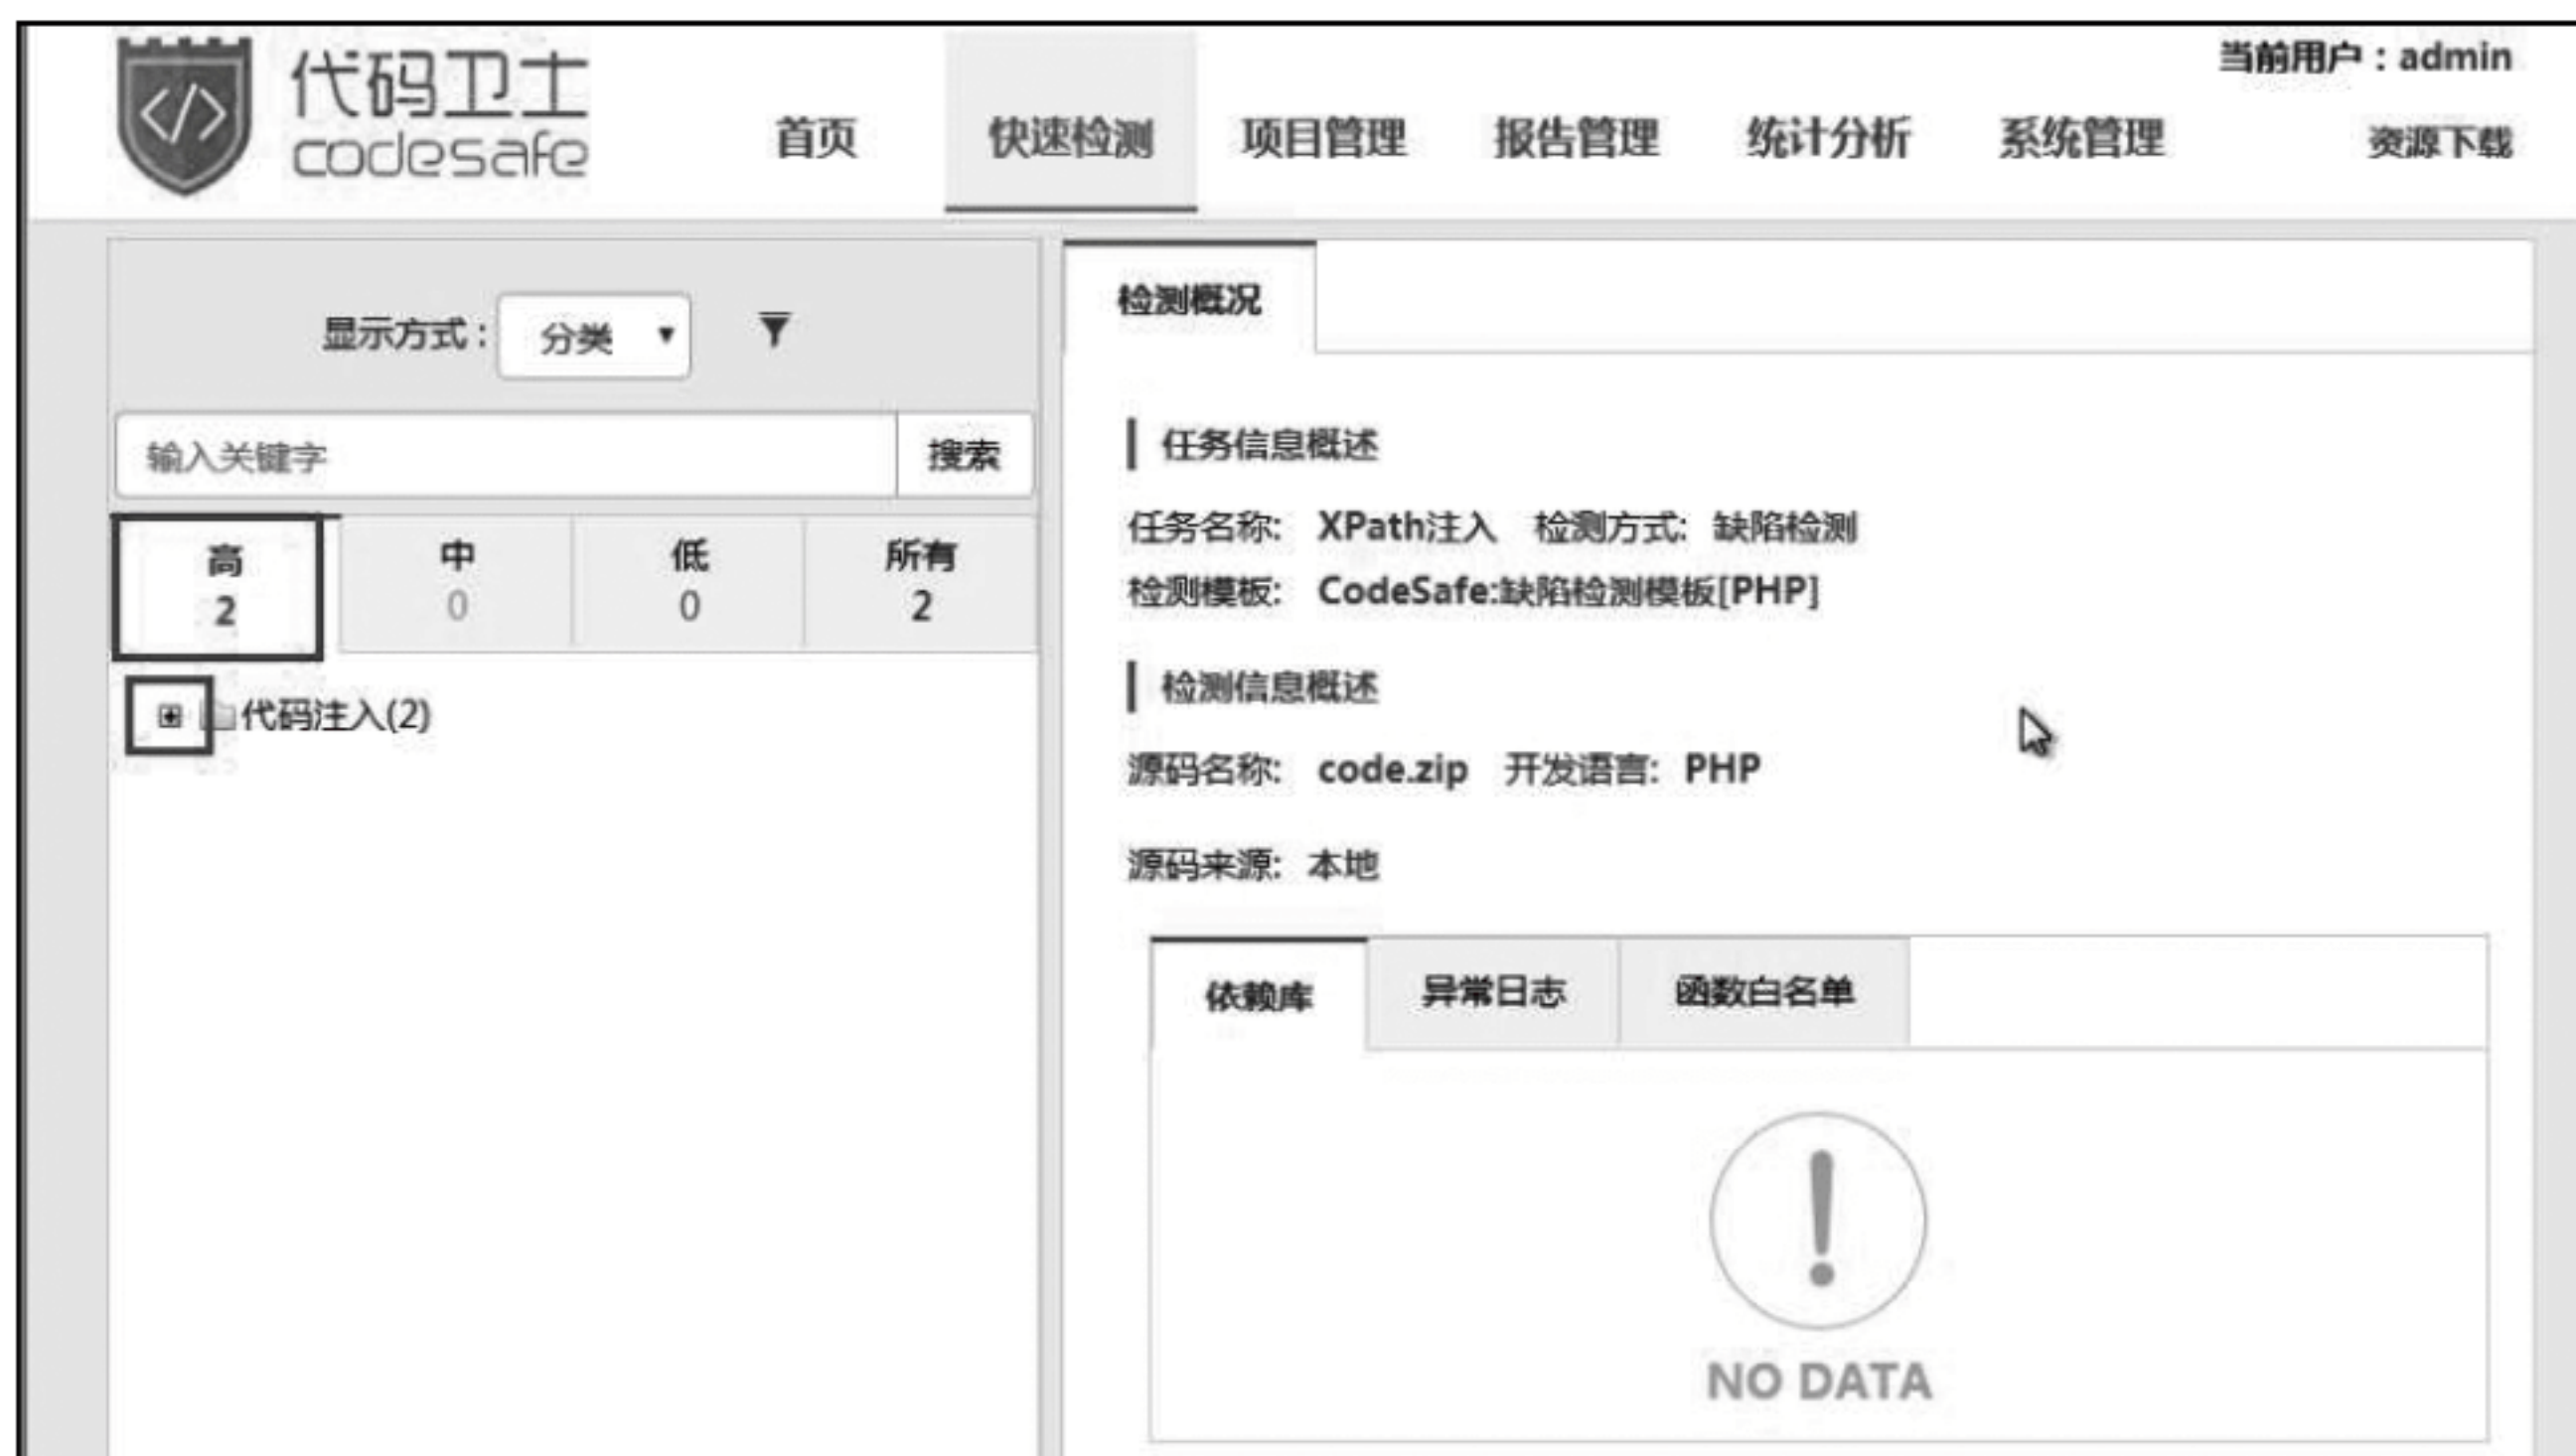 代码卫士
codesafe
当前用户：admin
首页 快速检测 项目管理 报告管理 统计分析 系统管理 资源下载
显示方式： 分类
输入关键字 搜索
高 中 低 所有
2 0 0 2
代码注入(2)
检测概况
任务信息概述
任务名称: XPath注入 检测方式: 缺陷检测
检测模板: CodeSafe:缺陷检测模板[PHP]
检测信息概述
源码名称: code.zip 开发语言: PHP
源码来源: 本地
依赖库 异常日志 函数白名单
NO DATA